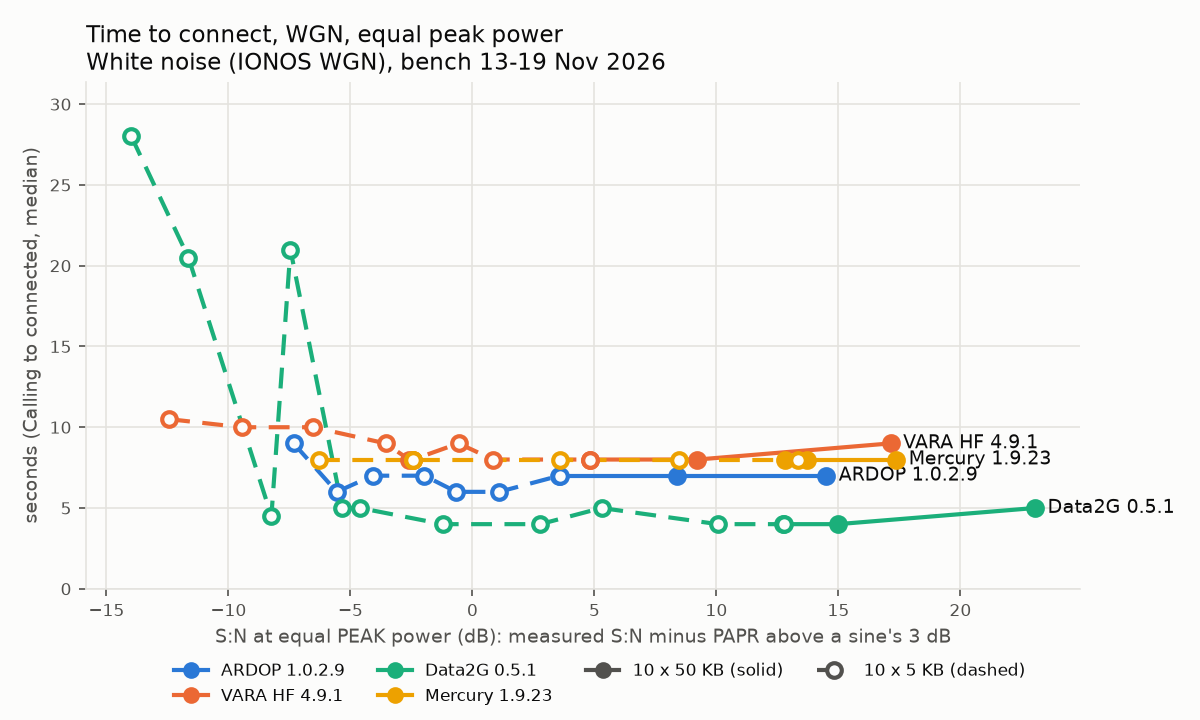 Time to connect, WGN, equal peak power
White noise (IONOS WGN), bench 13-19 Nov 2026
seconds (Calling to connected, median)
30
25
20
15
10
5
0
VARA HF 4.9.1
Mercury 1.9.23
ARDOP 1.0.2.9
Data2G 0.5.1
−15 −10 −5 0 5 10 15 20
S:N at equal PEAK power (dB): measured S:N minus PAPR above a sine's 3 dB
ARDOP 1.0.2.9 Data2G 0.5.1 10 x 50 KB (solid) 10 x 5 KB (dashed)
VARA HF 4.9.1 Mercury 1.9.23